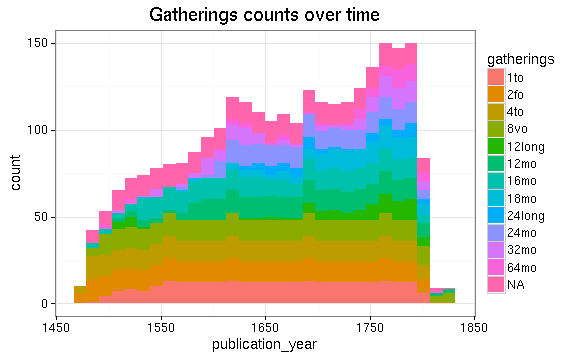 Gatherings counts over time
150
100
50
0
count
1450
1550
1650
1750
1850
publication_year
gatherings
1to
2fo
4to
8vo
12long
12mo
16mo
18mo
24long
24mo
32mo
64mo
NA